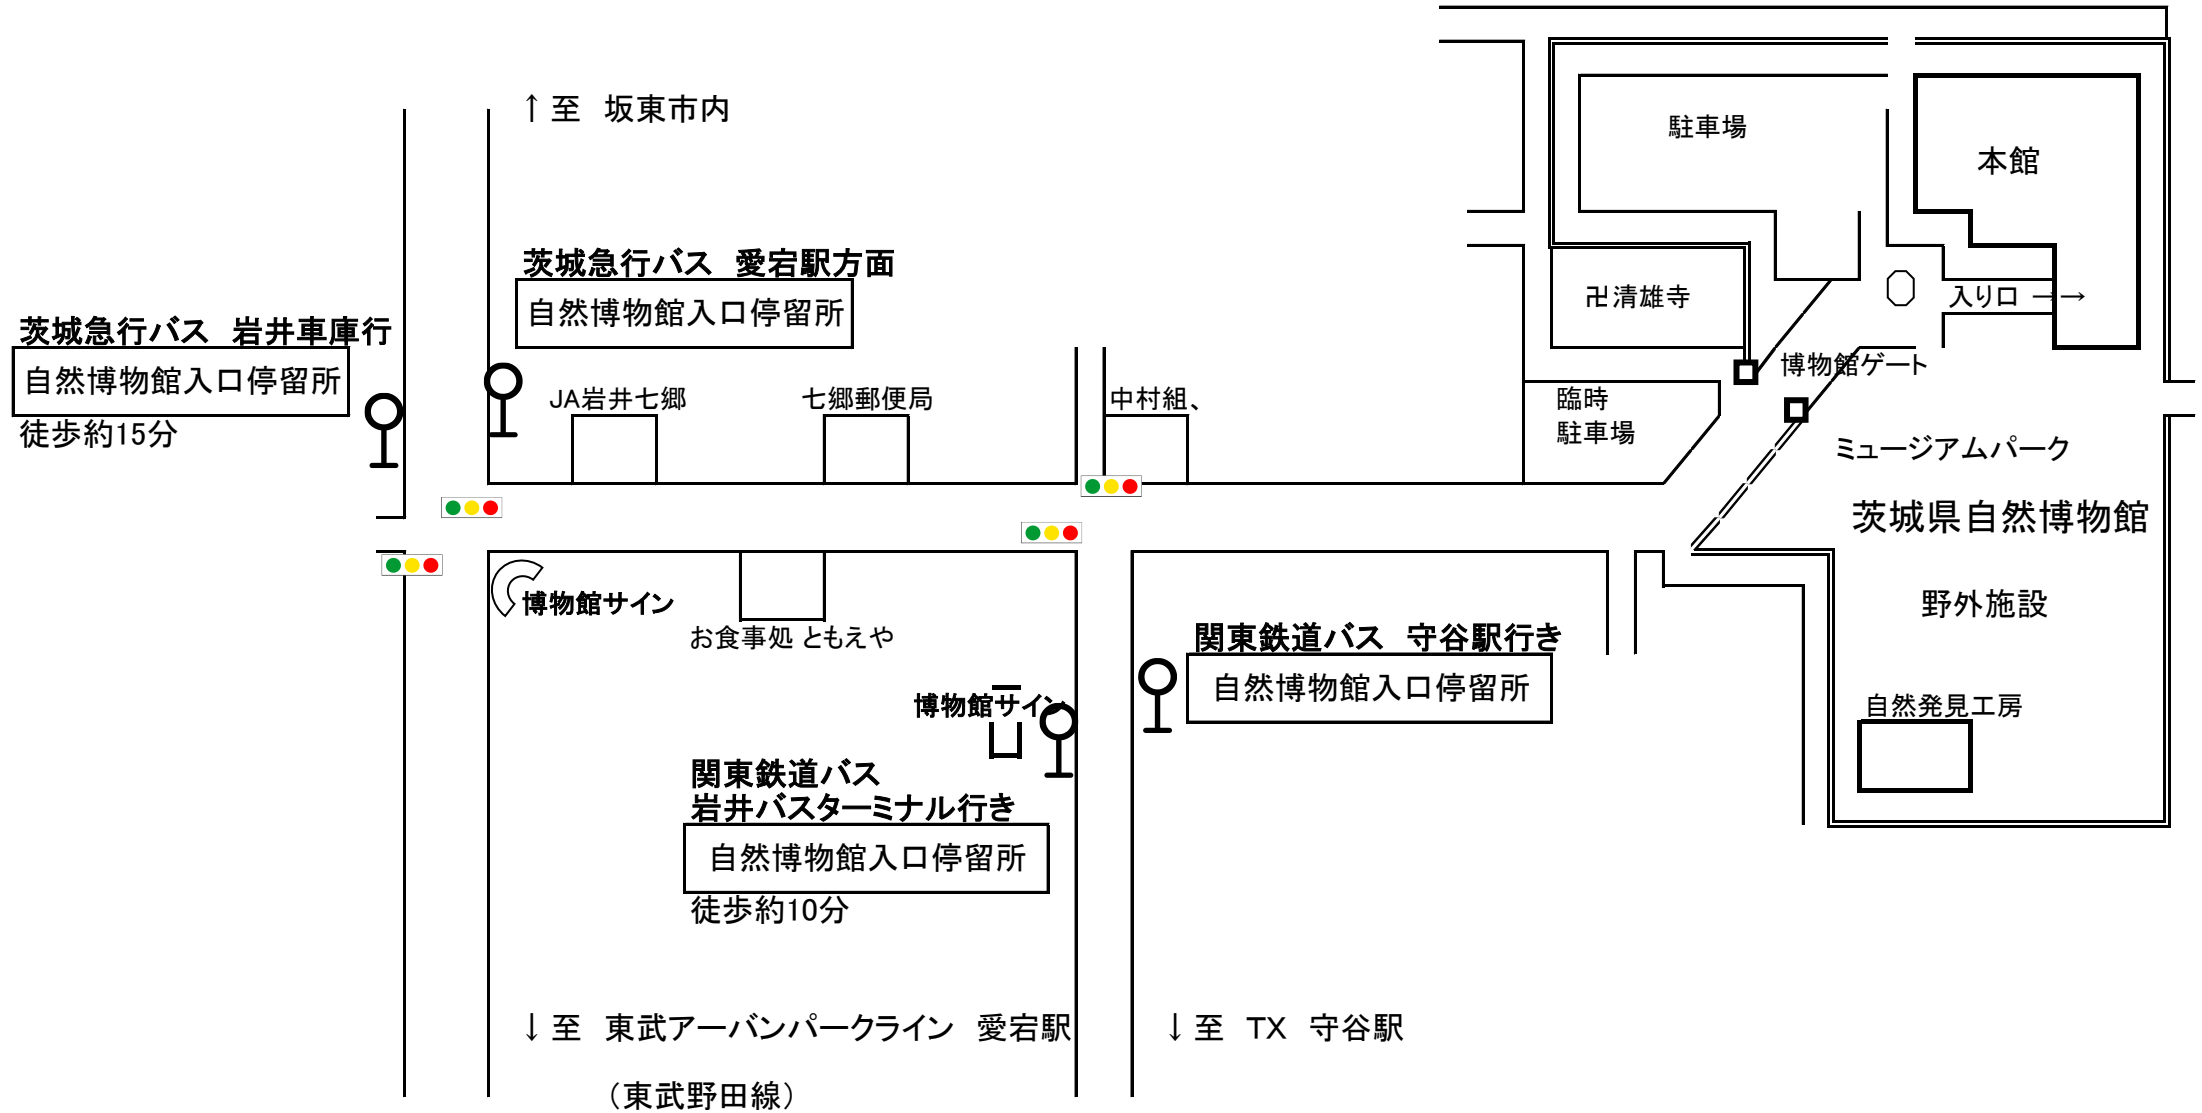 ↑ 至　坂東市内
駐車場
本館
茨城急行バス　愛宕駅方面
自然博物館入口停留所
卍清雄寺
入り口 →→
茨城急行バス　岩井車庫行
自然博物館入口停留所
徒歩約15分
JA岩井七郷
七郷郵便局
中村組、
臨時
駐車場
博物館ゲート
ミュージアムパーク
茨城県自然博物館
野外施設
博物館サイン
お食事処 ともえや
関東鉄道バス　守谷駅行き
自然博物館入口停留所
博物館サイン
自然発見工房
関東鉄道バス
岩井バスターミナル行き
自然博物館入口停留所
徒歩約10分
↓ 至　東武アーバンパークライン　愛宕駅
（東武野田線）
↓ 至　TX　守谷駅